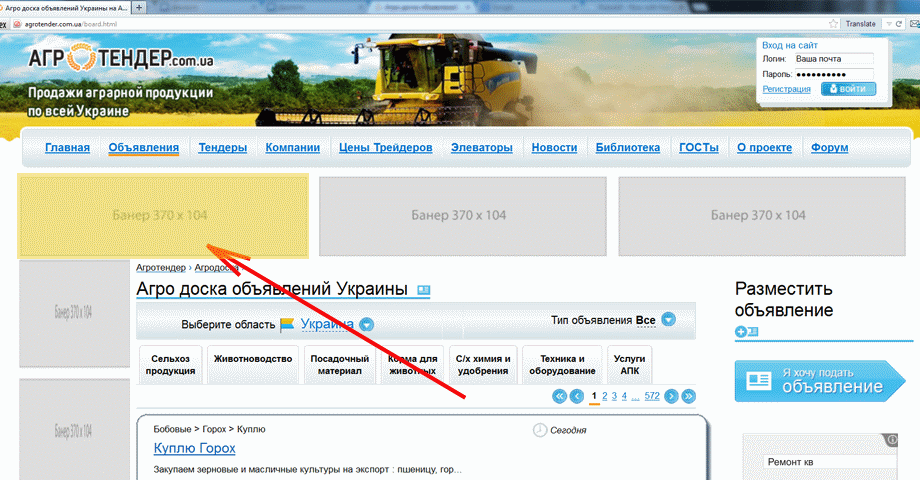 Агро доска объявлений Украины на А...
agrotender.com.ua/board.html
Translate
АГРОТЕНДЕР.com.ua
Продажи аграрной продукции
по всей Украине
Вход на сайт
Логин: Ваша почта
Пароль: ●●●●●●●●●●
Регистрация ВОЙТИ
Главная Объявления Тендеры Компании Цены Трейдеров Элеваторы Новости Библиотека ГОСТы О проекте Форум
Банер 370 x 104 Банер 370 x 104 Банер 370 x 104
Банер 370 x 104
Агротендер › Агродоска
Агро доска объявлений Украины
Выберите область Украина
Тип объявления Все
Разместить
объявление
Сельхоз
продукция
Животноводство
Посадочный
материал
Корма для
животных
С/х химия и
удобрения
Техника и
оборудование
Услуги
АПК
Я хочу подать
объявление
« ‹ 1 2 3 4 ... 572 › »
Банер 370 x 104
Бобовые > Горох > Куплю
Сегодня
Куплю Горох
Закупаем зерновые и масличные культуры на экспорт : пшеницу, гор...
Ремонт кв